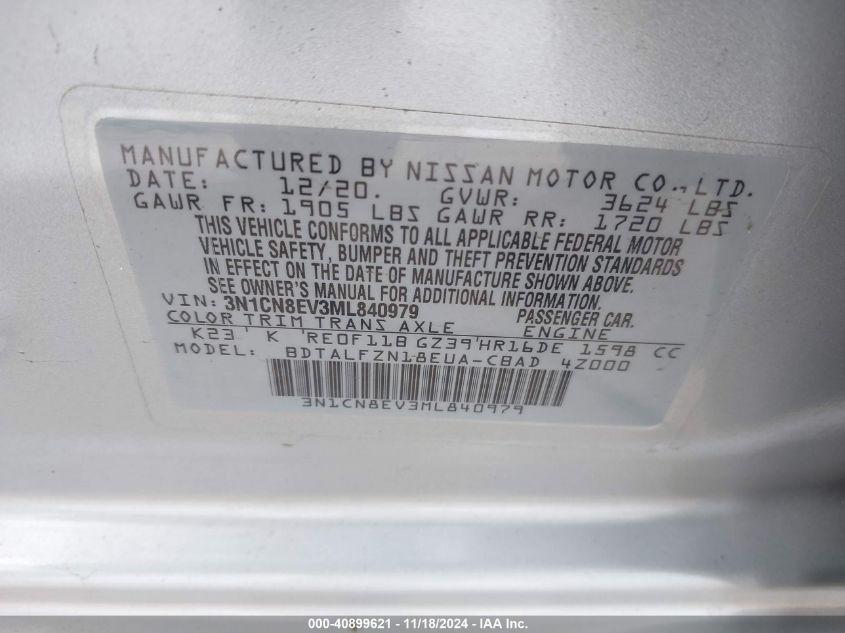 MANUFACTURED BY NISSAN MOTOR CO.,LTD.
DATE: 12/20. GVWR: 3624 LBS
GAWR FR: 1905 LBS GAWR RR: 1720 LBS
THIS VEHICLE CONFORMS TO ALL APPLICABLE FEDERAL MOTOR
VEHICLE SAFETY, BUMPER AND THEFT PREVENTION STANDARDS
IN EFFECT ON THE DATE OF MANUFACTURE SHOWN ABOVE.
SEE OWNER'S MANUAL FOR ADDITIONAL INFORMATION
VIN: 3N1CN8EV3ML840979 PASSENGER CAR.
COLOR TRIM TRANS AXLE ENGINE
K23 K RE0F11B GZ39 HR16DE 1598 CC
MODEL: BDTALFZN18EUA-CBAD 4Z000
3N1CN8EV3ML840979
000-40899621 - 11/18/2024 - IAA Inc.